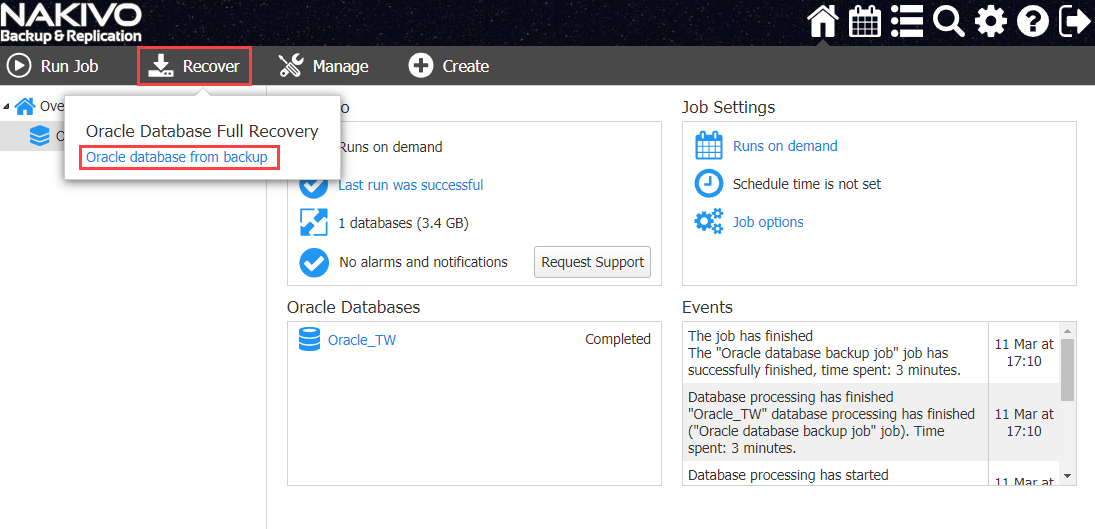 NAKIVO
Backup & Replication
Run Job
Recover
Manage
Create
Ove
O
Oracle Database Full Recovery
Oracle database from backup
o
Runs on demand
Last run was successful
1 databases (3.4 GB)
No alarms and notifications
Request Support
Job Settings
Runs on demand
Schedule time is not set
Job options
Oracle Databases
Oracle_TW
Completed
Events
The job has finished
The "Oracle database backup job" job has
successfully finished, time spent: 3 minutes.
11 Mar at
17:10
Database processing has finished
"Oracle_TW" database processing has finished
("Oracle database backup job" job). Time
spent: 3 minutes.
11 Mar at
17:10
Database processing has started
11 Mar at